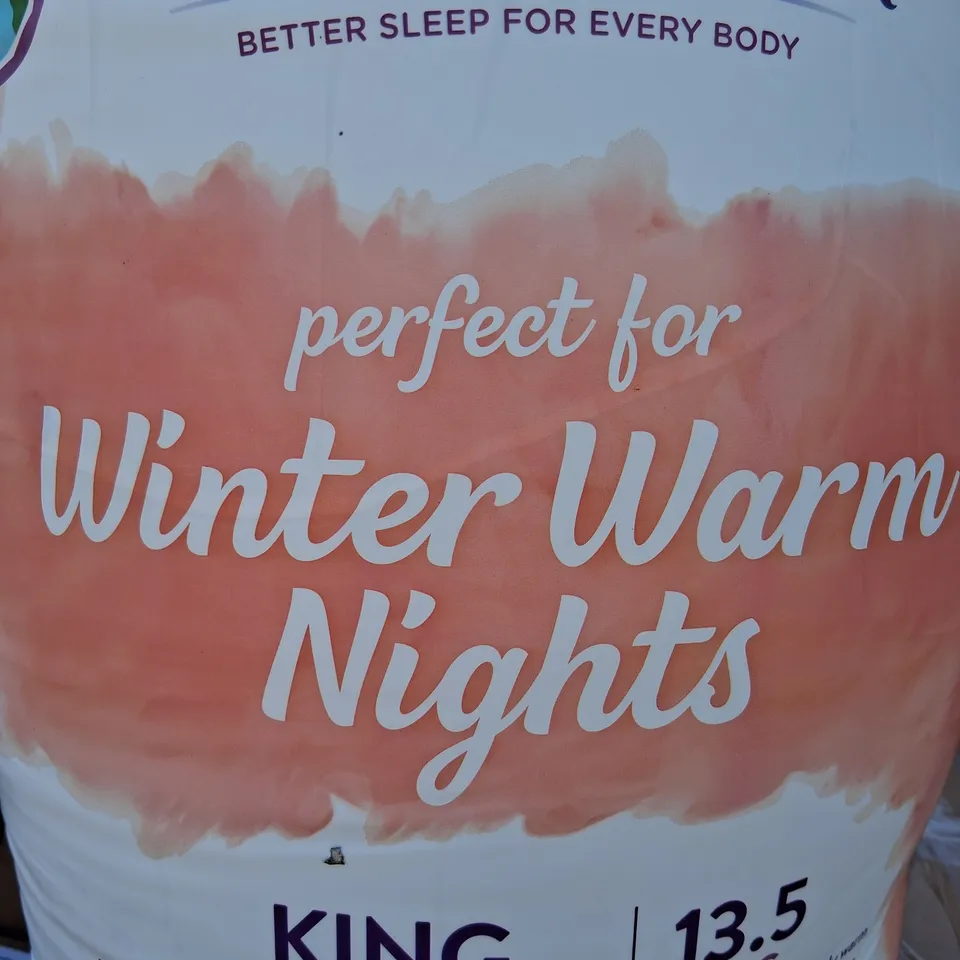 BETTER SLEEP FOR EVERY BODY
perfect for
Winter Warm
Nights
KING
13.5